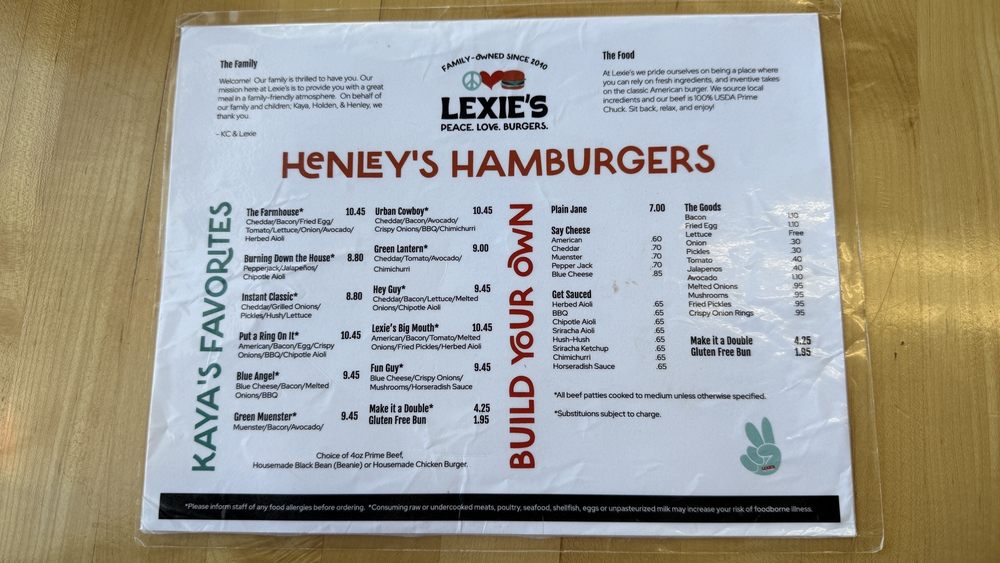 The Family
Welcome! Our family is thrilled to have you. Our
mission here at Lexie's is to provide you with a great
meal in a family-friendly atmosphere. On behalf of
our family and children; Kaya, Holden, & Henley, we
thank you.
- KC & Lexie
FAMILY-OWNED SINCE 2010
LEXIE'S
PEACE. LOVE. BURGERS.
The Food
At Lexie's we pride ourselves on being a place where
you can rely on fresh ingredients, and inventive takes
on the classic American burger. We source local
ingredients and our beef is 100% USDA Prime
Chuck. Sit back, relax, and enjoy!
HENLEY'S HAMBURGERS
KAYA'S FAVORITES
The Farmhouse* 10.45
Cheddar/Bacon/Fried Egg/
Tomato/Lettuce/Onion/Avocado/
Herbed Aioli
Burning Down the House* 8.80
Pepperjack/Jalapeños/
Chipotle Aioli
Instant Classic* 8.80
Cheddar/Grilled Onions/
Pickles/Hushy/Lettuce
Put a Ring On It* 10.45
American/Bacon/Egg/Crispy
Onions/BBQ/Chipotle Aioli
Blue Angel* 9.45
Blue Cheese/Bacon/Melted
Onions/BBQ
Green Muenster* 9.45
Muenster/Bacon/Avocado/
Urban Cowboy* 10.45
Cheddar/Bacon/Avocado/
Crispy Onions/BBQ/Chimichurri
Green Lantern* 9.00
Cheddar/Tomato/Avocado/
Chimichurri
Hey Guy* 9.45
Cheddar/Bacon/Lettuce/Melted
Onions/Chipotle Aioli
Lexie's Big Mouth* 10.45
American/Bacon/Tomato/Melted
Onions/Fried Pickles/Herbed Aioli
Fun Guy* 9.45
Blue Cheese/Crispy Onions/
Mushrooms/Horseradish Sauce
Make it a Double* 4.25
Gluten Free Bun 1.95
Choice of 4oz Prime Beef,
Housemade Black Bean (Beanie) or Housemade Chicken Burger.
BUILD YOUR OWN
Plain Jane 7.00
Say Cheese
American .60
Cheddar .70
Muenster .70
Pepper Jack .70
Blue Cheese .85
Get Sauced
Herbed Aioli .65
BBQ .65
Chipotle Aioli .65
Sriracha Aioli .65
Hush-Hush .65
Sriracha Ketchup .65
Chimichurri .65
Horseradish Sauce .65
The Goods
Bacon 1.10
Fried Egg 1.10
Lettuce Free
Onion .30
Pickles .30
Tomato .40
Jalapenos .40
Avocado 1.10
Melted Onions .95
Mushrooms .95
Fried Pickles .95
Crispy Onion Rings .95
Make it a Double 4.25
Gluten Free Bun 1.95
*All beef patties cooked to medium unless otherwise specified.
*Substituions subject to charge.
LEXIE'S
*Please inform staff of any food allergies before ordering. *Consuming raw or undercooked meats, poultry, seafood, shellfish, eggs or unpasteurized milk may increase your risk of foodborne illness.